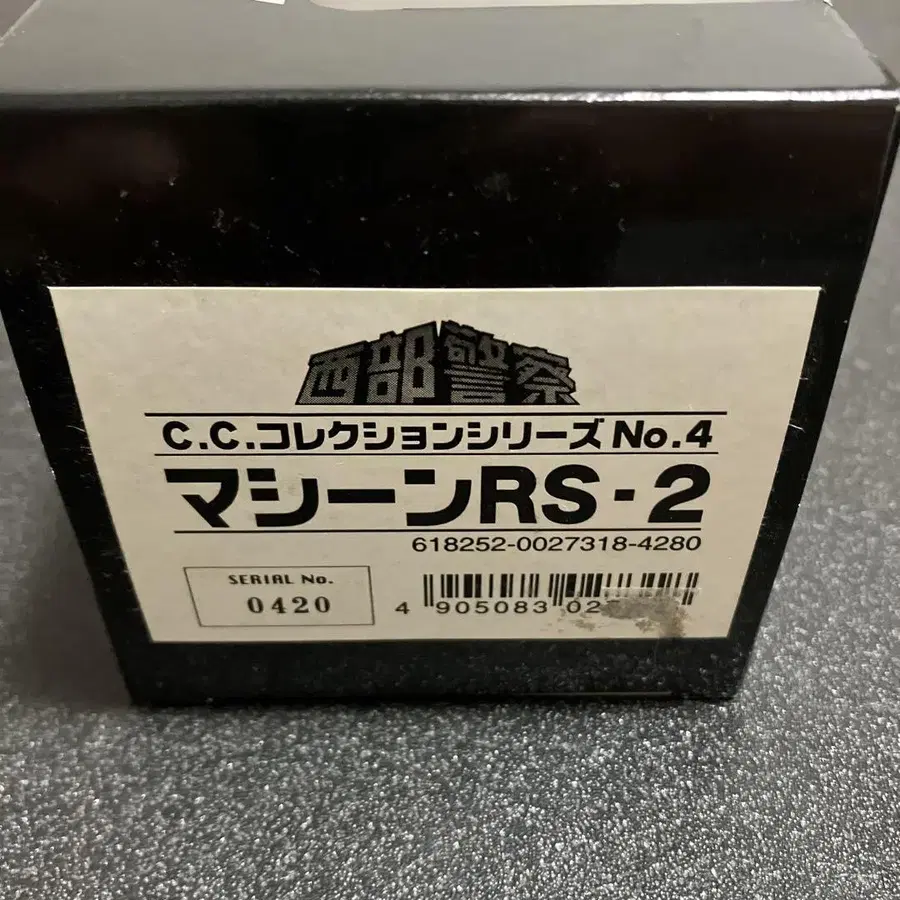 西部警察
C.C.コレクションシリーズ No.4
マシーンRS-2
618252-0027318-4280
SERIAL No.
0420
4 905083 02